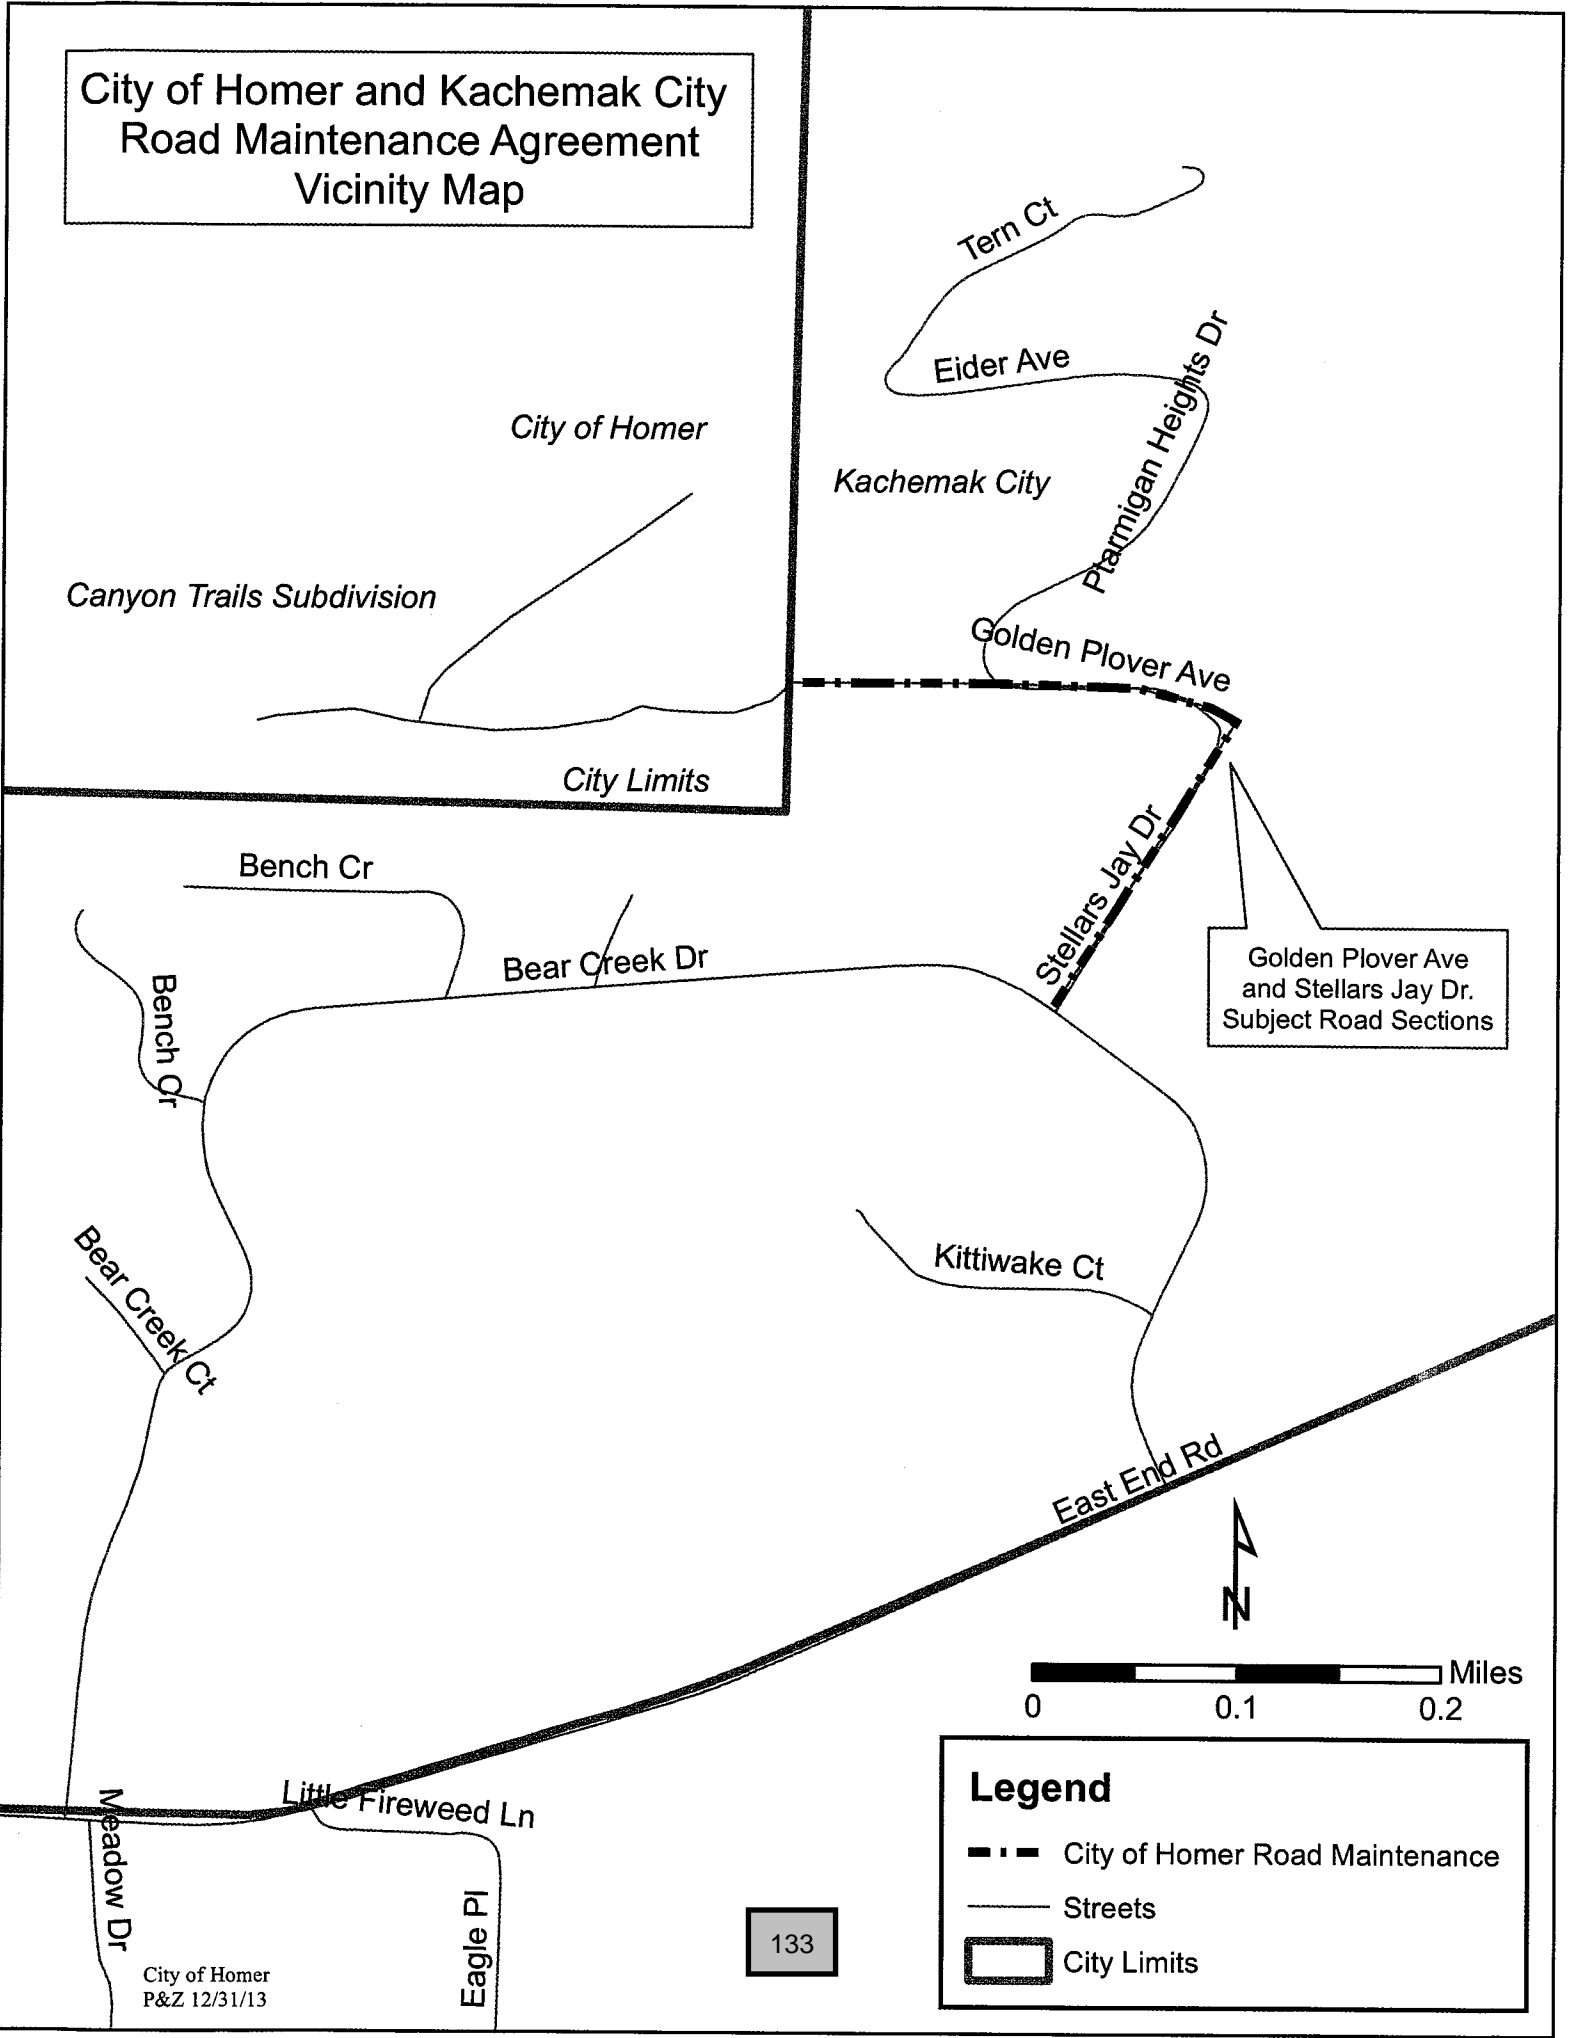 City of Homer and Kachemak City
Road Maintenance Agreement
Vicinity Map
Tern Ct
Eider Ave
Ptarmigan Heights Dr
City of Homer
Kachemak City
Canyon Trails Subdivision
Golden Plover Ave
City Limits
Stellars Jay Dr
Bench Cr
Bear Creek Dr
Golden Plover Ave
and Stellars Jay Dr.
Subject Road Sections
Bench Cr
Bear Creek Ct
Kittiwake Ct
East End Rd
N
Miles
0 0.1 0.2
Little Fireweed Ln
Meadow Dr
Eagle Pl
Legend
City of Homer Road Maintenance
Streets
City Limits
133
City of Homer
P&Z 12/31/13